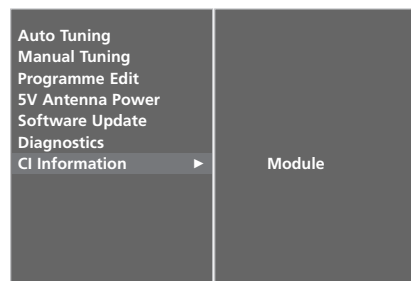 Auto Tuning
Manual Tuning
Programme Edit
5V Antenna Power
Software Update
Diagnostics
CI Information ► Module